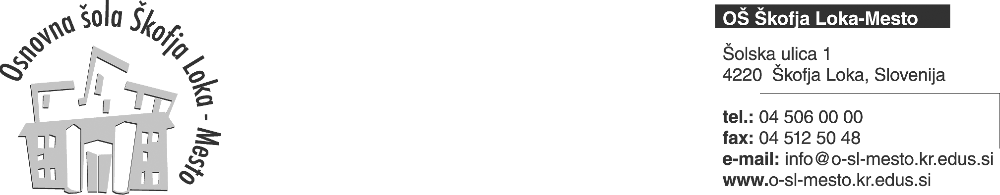 Osnovna šola Škofja Loka - Mesto
OŠ Škofja Loka-Mesto
Šolska ulica 1
4220  Škofja Loka, Slovenija
tel.: 04 506 00 00
fax: 04 512 50 48
e-mail: info@o-sl-mesto.kr.edus.si
www.o-sl-mesto.kr.edus.si